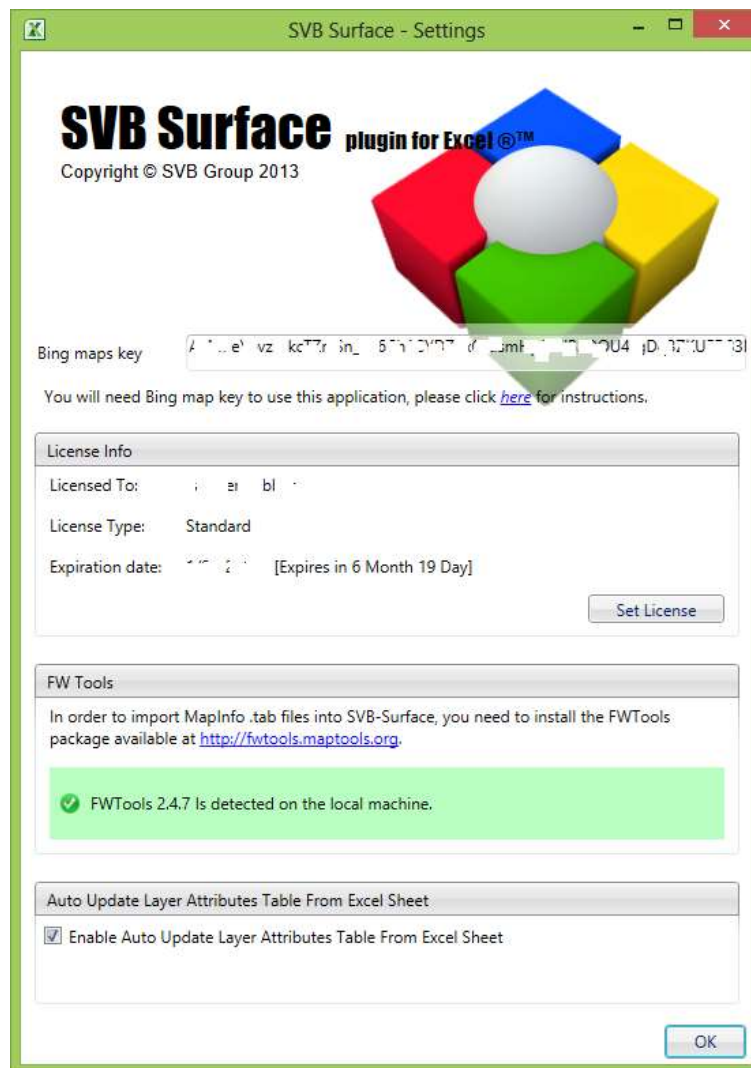 SVB Surface - Settings
SVB Surface plugin for Excel ®™
Copyright © SVB Group 2013
Bing maps key
You will need Bing map key to use this application, please click here for instructions.
License Info
Licensed To:
License Type: Standard
Expiration date: [Expires in 6 Month 19 Day]
Set License
FW Tools
In order to import MapInfo .tab files into SVB-Surface, you need to install the FWTools
package available at http://fwtools.maptools.org.
FWTools 2.4.7 Is detected on the local machine.
Auto Update Layer Attributes Table From Excel Sheet
Enable Auto Update Layer Attributes Table From Excel Sheet
OK